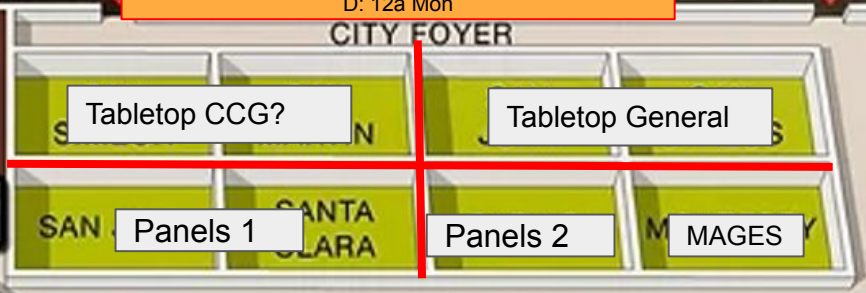 D: 12a Mon
CITY FOYER
Tabletop CCG?
Tabletop General
SAN
SANTA
CLARA
Panels 1
Panels 2
MAGES